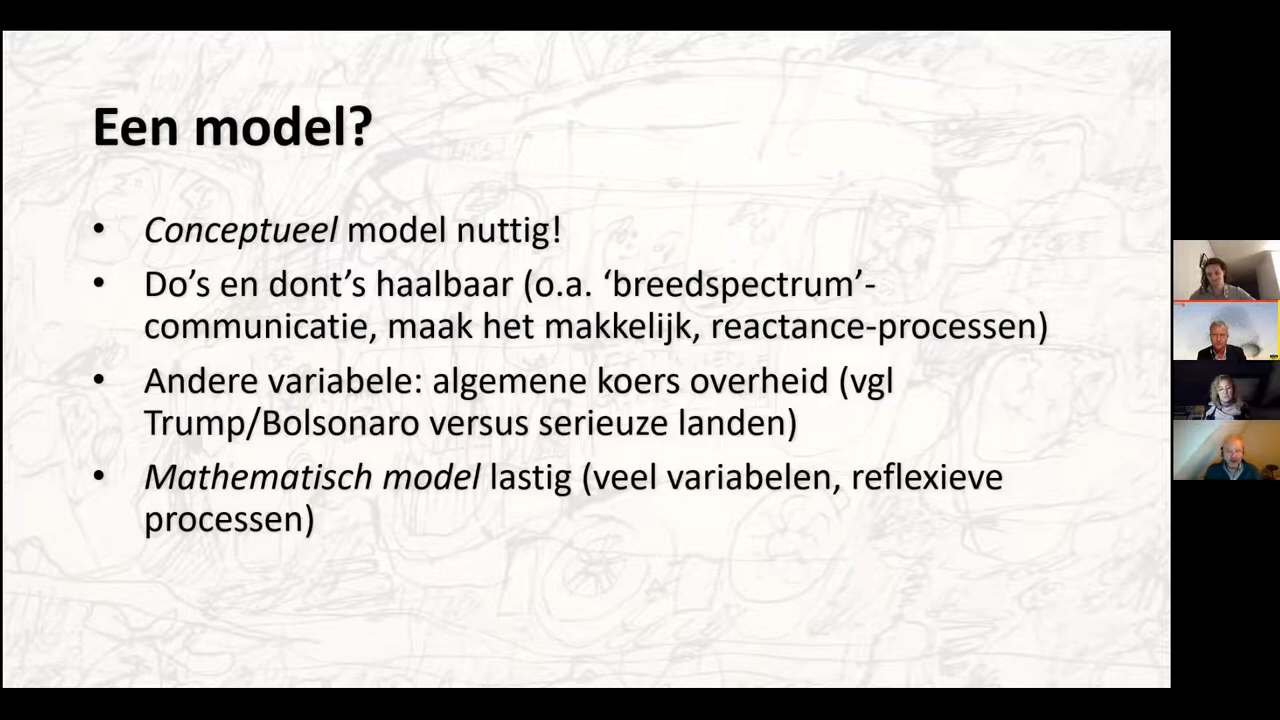 Een model?
• Conceptueel model nuttig!
• Do’s en dont’s haalbaar (o.a. ‘breedspectrum’-
communicatie, maak het makkelijk, reactance-processen)
• Andere variabele: algemene koers overheid (vgl
Trump/Bolsonaro versus serieuze landen)
• Mathematisch model lastig (veel variabelen, reflexieve
processen)